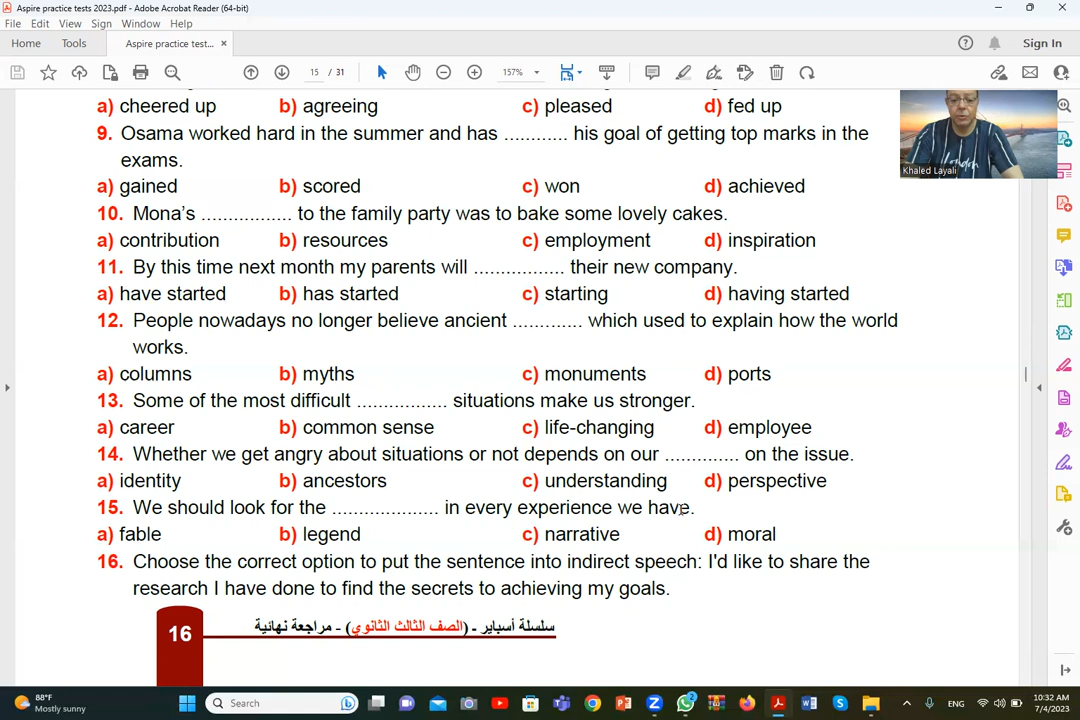 Aspire practice tests 2023.pdf - Adobe Acrobat Reader (64-bit)
File Edit View Sign Window Help
Home Tools Aspire practice test... × Sign In
15 / 31 157%
a) cheered up b) agreeing c) pleased d) fed up
9. Osama worked hard in the summer and has ............ his goal of getting top marks in the
exams.
a) gained b) scored c) won d) achieved
10. Mona's ................. to the family party was to bake some lovely cakes.
a) contribution b) resources c) employment d) inspiration
11. By this time next month my parents will ................. their new company.
a) have started b) has started c) starting d) having started
12. People nowadays no longer believe ancient ............. which used to explain how the world
works.
a) columns b) myths c) monuments d) ports
13. Some of the most difficult ................. situations make us stronger.
a) career b) common sense c) life-changing d) employee
14. Whether we get angry about situations or not depends on our .............. on the issue.
a) identity b) ancestors c) understanding d) perspective
15. We should look for the .................... in every experience we have.
a) fable b) legend c) narrative d) moral
16. Choose the correct option to put the sentence into indirect speech: I'd like to share the
research I have done to find the secrets to achieving my goals.
16 سلسلة أسباير - (الصف الثالث الثانوي) - مراجعة نهائية
Khaled Layali
88°F
Mostly sunny
Search
2
ENG
10:32 AM
7/4/2023